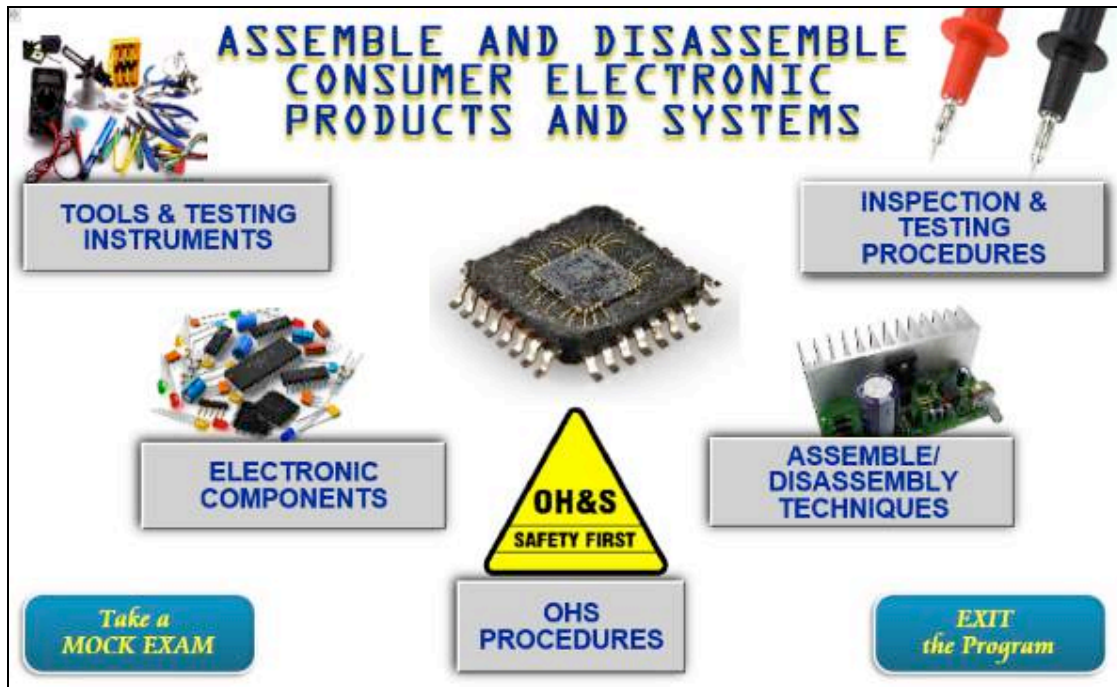 ASSEMBLE AND DISASSEMBLE
CONSUMER ELECTRONIC
PRODUCTS AND SYSTEMS
TOOLS & TESTING
INSTRUMENTS
INSPECTION &
TESTING
PROCEDURES
ELECTRONIC
COMPONENTS
ASSEMBLE/
DISASSEMBLY
TECHNIQUES
OH&S
SAFETY FIRST
OHS
PROCEDURES
Take a
MOCK EXAM
EXIT
the Program